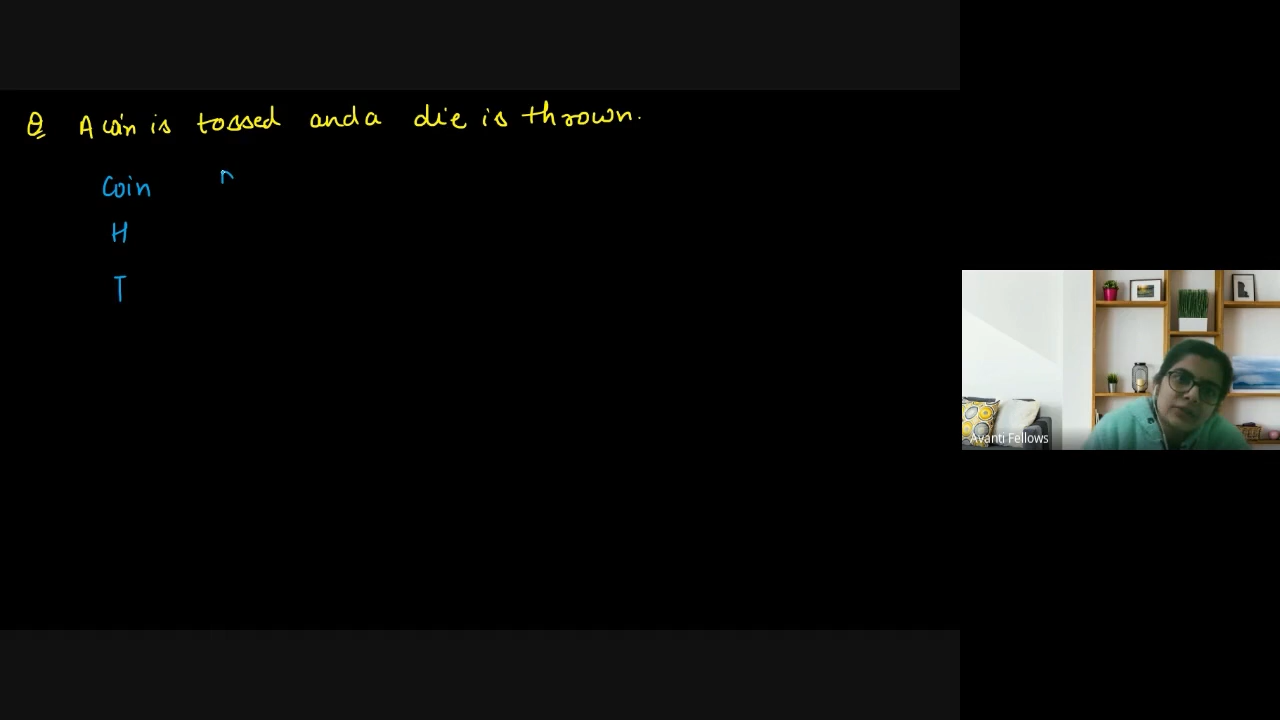 Q A coin is tossed and a die is thrown.
Coin
H
T
Avanti Fellows